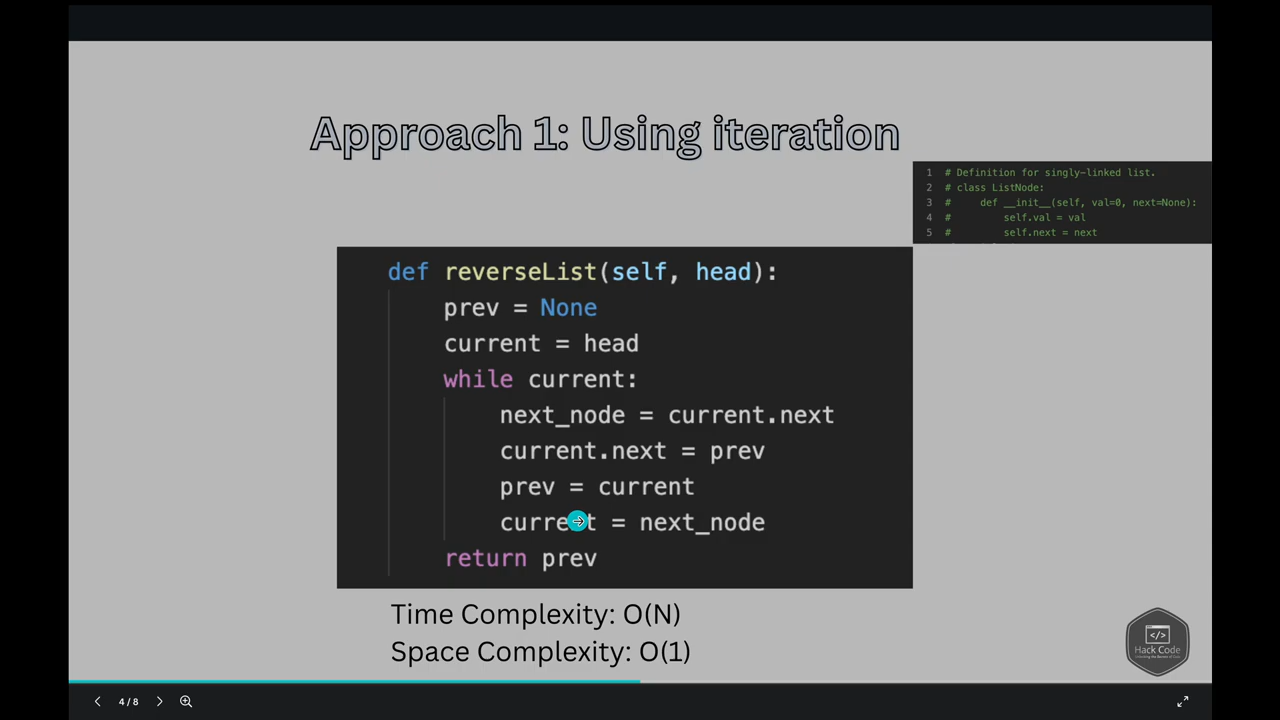 Approach 1: Using iteration
1 # Definition for singly-linked list.
2 # class ListNode:
3 #     def __init__(self, val=0, next=None):
4 #         self.val = val
5 #         self.next = next
def reverseList(self, head):
    prev = None
    current = head
    while current:
        next_node = current.next
        current.next = prev
        prev = current
        current = next_node
    return prev
Time Complexity: O(N)
Space Complexity: O(1)
</>
Hack Code
4 / 8